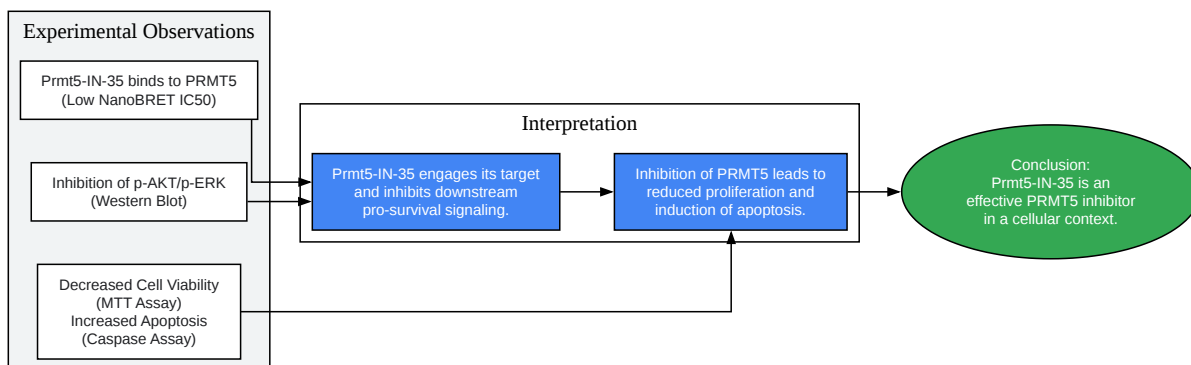 Experimental Observations
Prmt5-IN-35 binds to PRMT5
(Low NanoBRET IC50)
Inhibition of p-AKT/p-ERK
(Western Blot)
Decreased Cell Viability
(MTT Assay)
Increased Apoptosis
(Caspase Assay)
Interpretation
Prmt5-IN-35 engages its target
and inhibits downstream
pro-survival signaling.
Inhibition of PRMT5 leads to
reduced proliferation and
induction of apoptosis.
Conclusion:
Prmt5-IN-35 is an
effective PRMT5 inhibitor
in a cellular context.